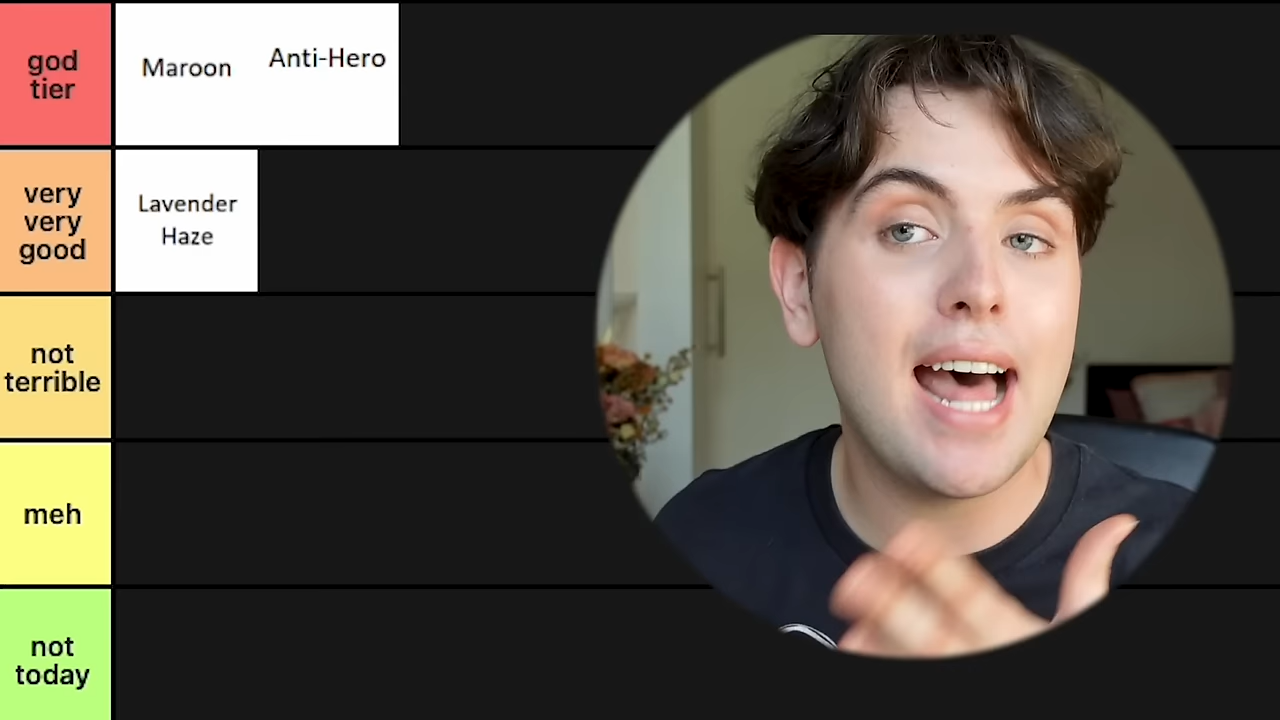 god
tier
Maroon
Anti-Hero
very
very
good
Lavender
Haze
not
terrible
meh
not
today